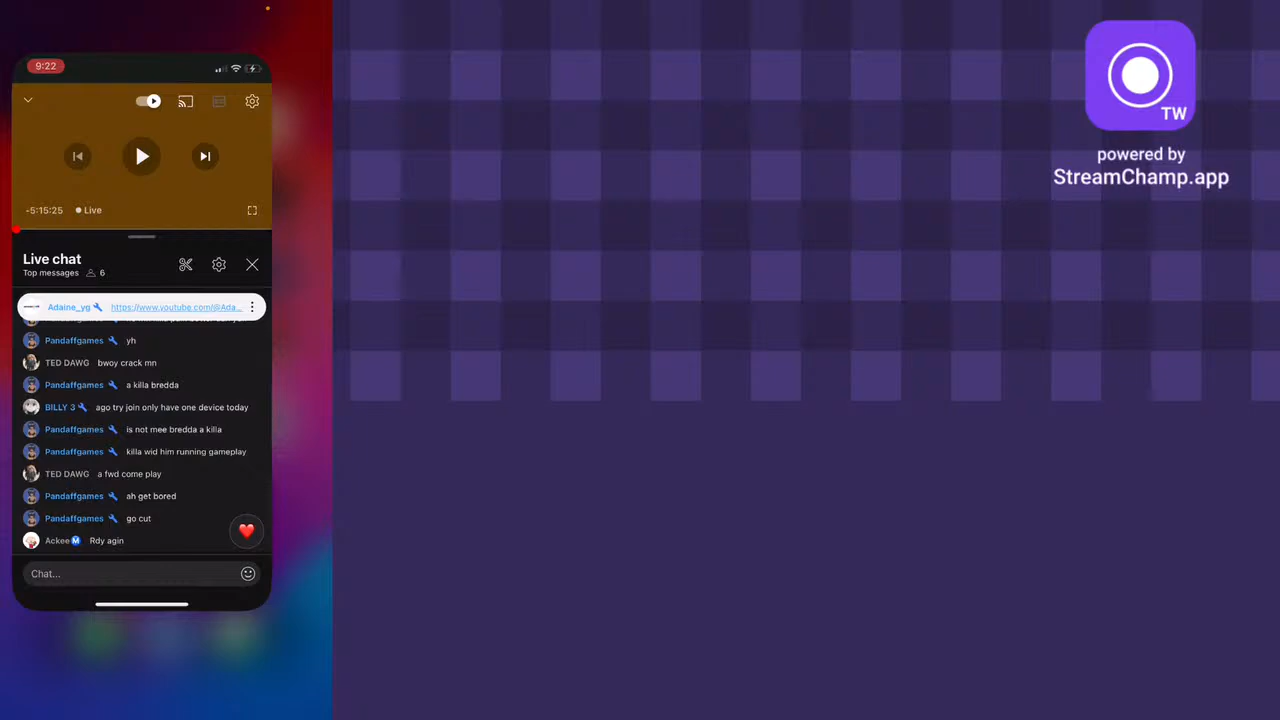 9:22
-5:15:25 Live
Live chat
Top messages 6
Adaine_yg https://www.youtube.com/@Ada...
Pandaffgames yh
TED DAWG bwoy crack mn
Pandaffgames a killa bredda
BILLY 3 ago try join only have one device today
Pandaffgames is not mee bredda a killa
Pandaffgames killa wid him running gameplay
TED DAWG a fwd come play
Pandaffgames ah get bored
Pandaffgames go cut
Ackee Ⓜ️ Rdy agin
Chat...
TW
powered by
StreamChamp.app